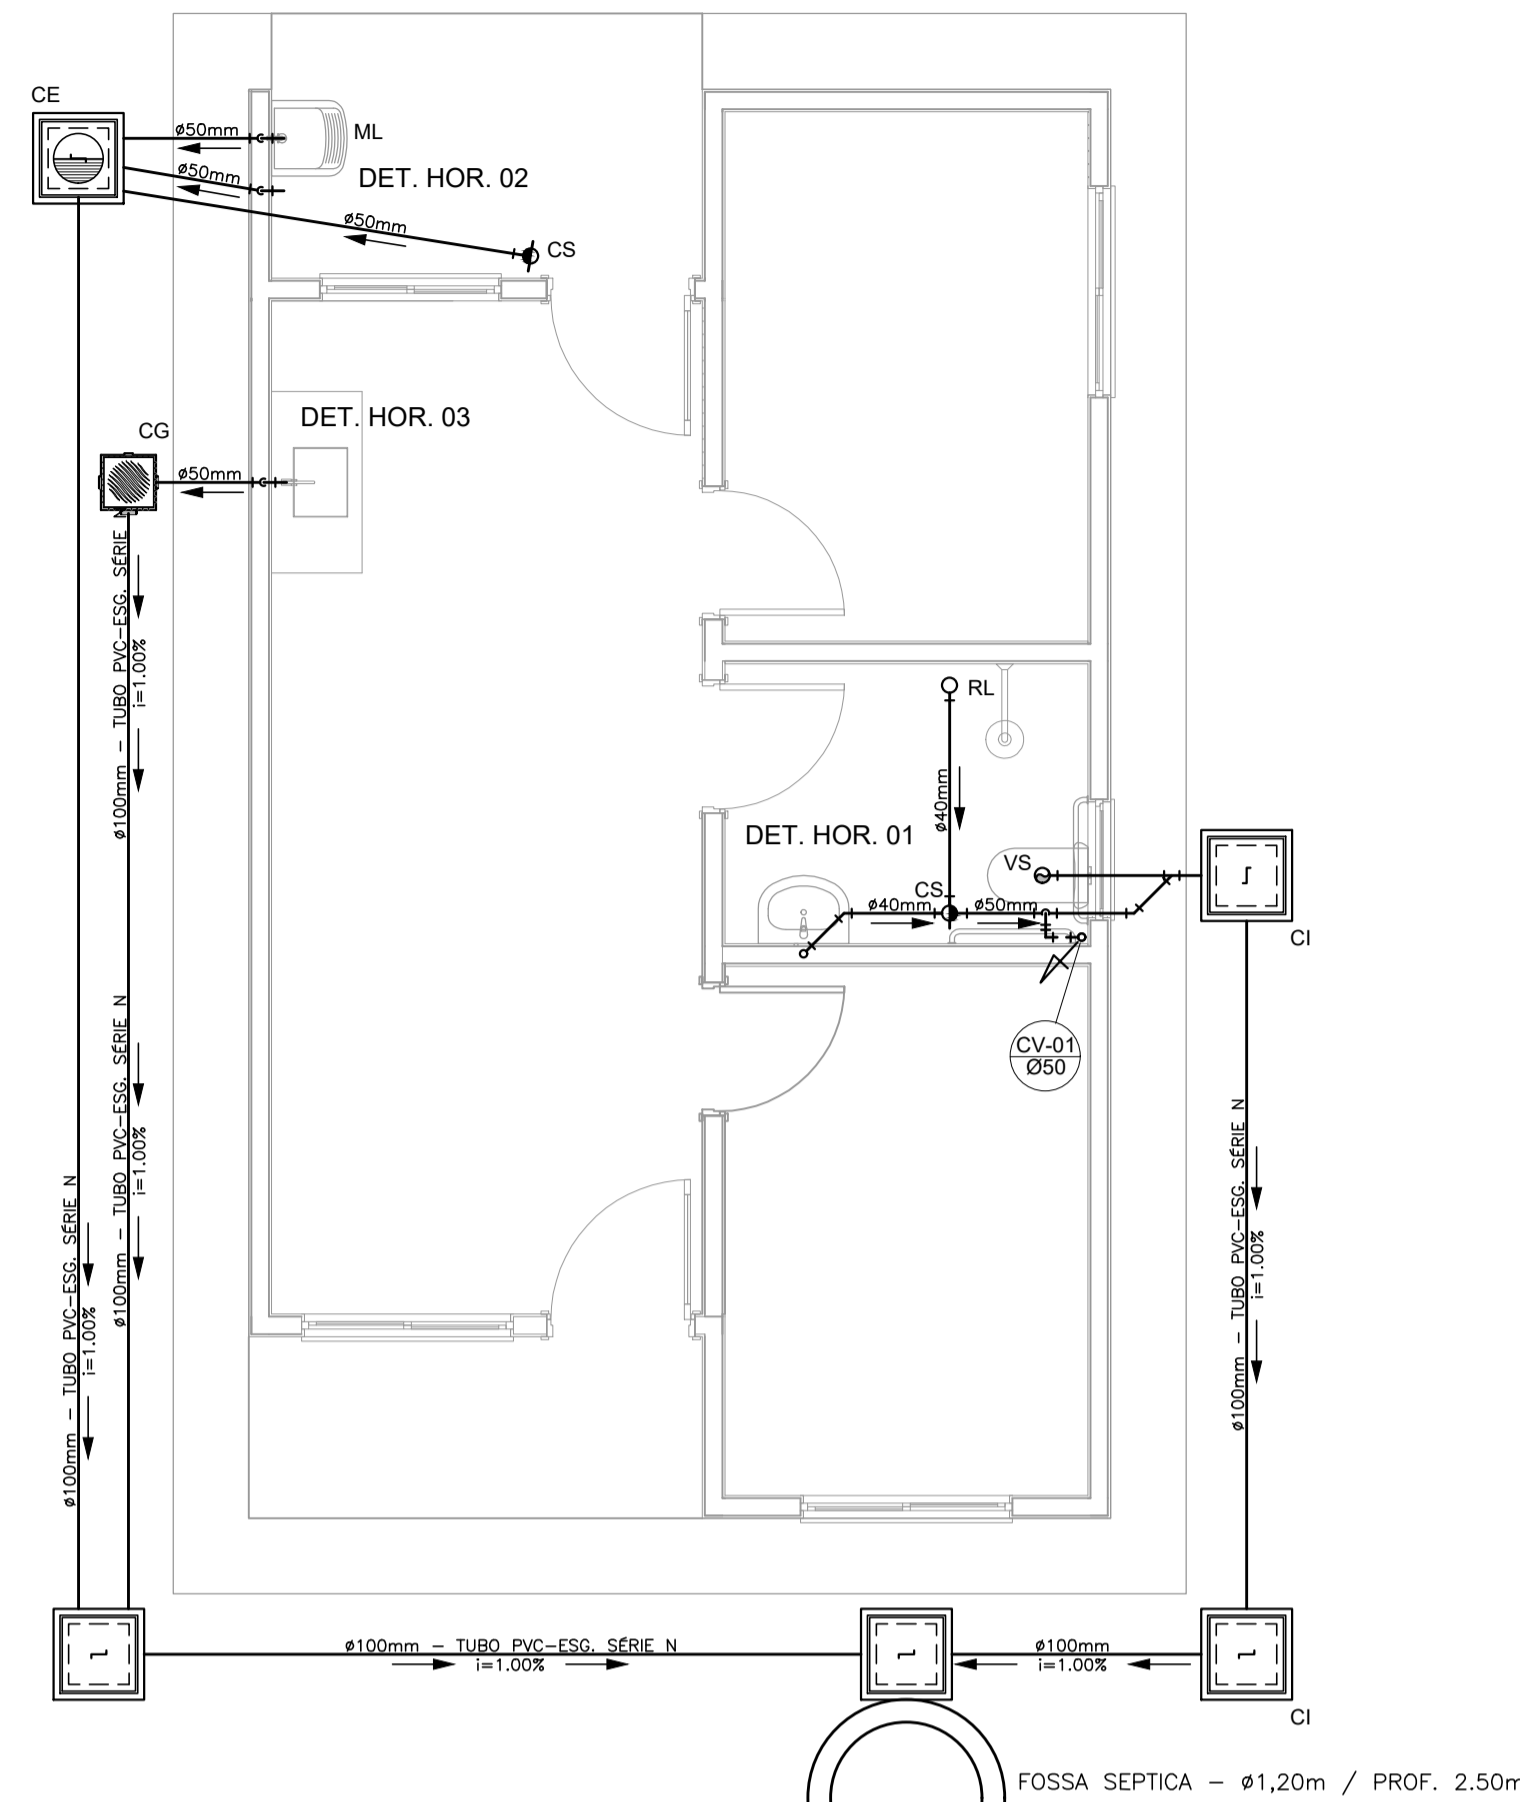 CE
ø50mm
ML
DET. HOR. 02
ø50mm
ø50mm
CS
DET. HOR. 03
CG
ø50mm
ø100mm – TUBO PVC–ESG. SÉRIE
i=1.00%
RL
ø40mm
DET. HOR. 01
VS
CS
ø40mm
ø50mm
CI
CV-01
Ø50
ø100mm – TUBO PVC–ESG. SÉRIE N
i=1.00%
ø100mm – TUBO PVC–ESG. SÉRIE N
i=1.00%
ø100mm – TUBO PVC–ESG. SÉRIE N
i=1.00%
ø100mm – TUBO PVC–ESG. SÉRIE N
i=1.00%
ø100mm
i=1.00%
CI
FOSSA SEPTICA – ø1,20m / PROF. 2.50m